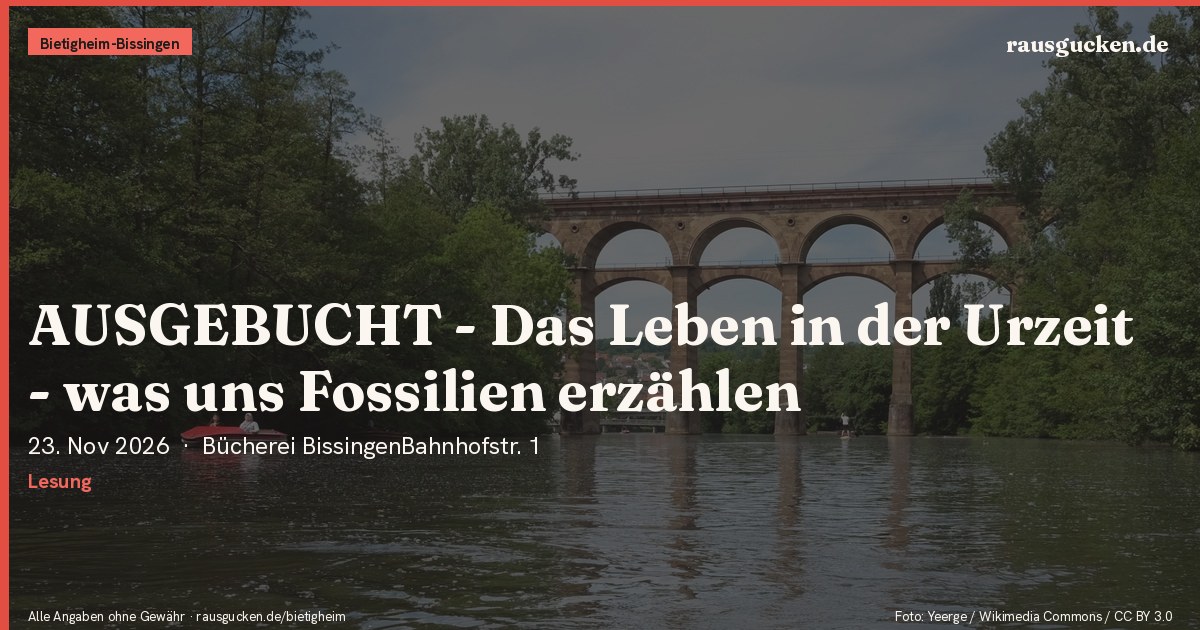 Bietigheim-Bissingen
rausgucken.de
AUSGEBUCHT - Das Leben in der Urzeit
- was uns Fossilien erzählen
23. Nov 2026 · Bücherei BissingenBahnhofstr. 1
Lesung
Alle Angaben ohne Gewähr · rausgucken.de/bietigheim
Foto: Yeerge / Wikimedia Commons / CC BY 3.0